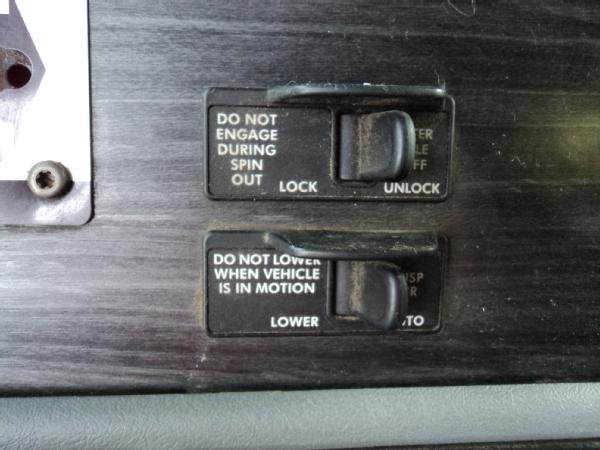 DO NOT
ENGAGE
DURING
SPIN
OUT
LOCK
UNLOCK
DO NOT LOWER
WHEN VEHICLE
IS IN MOTION
LOWER